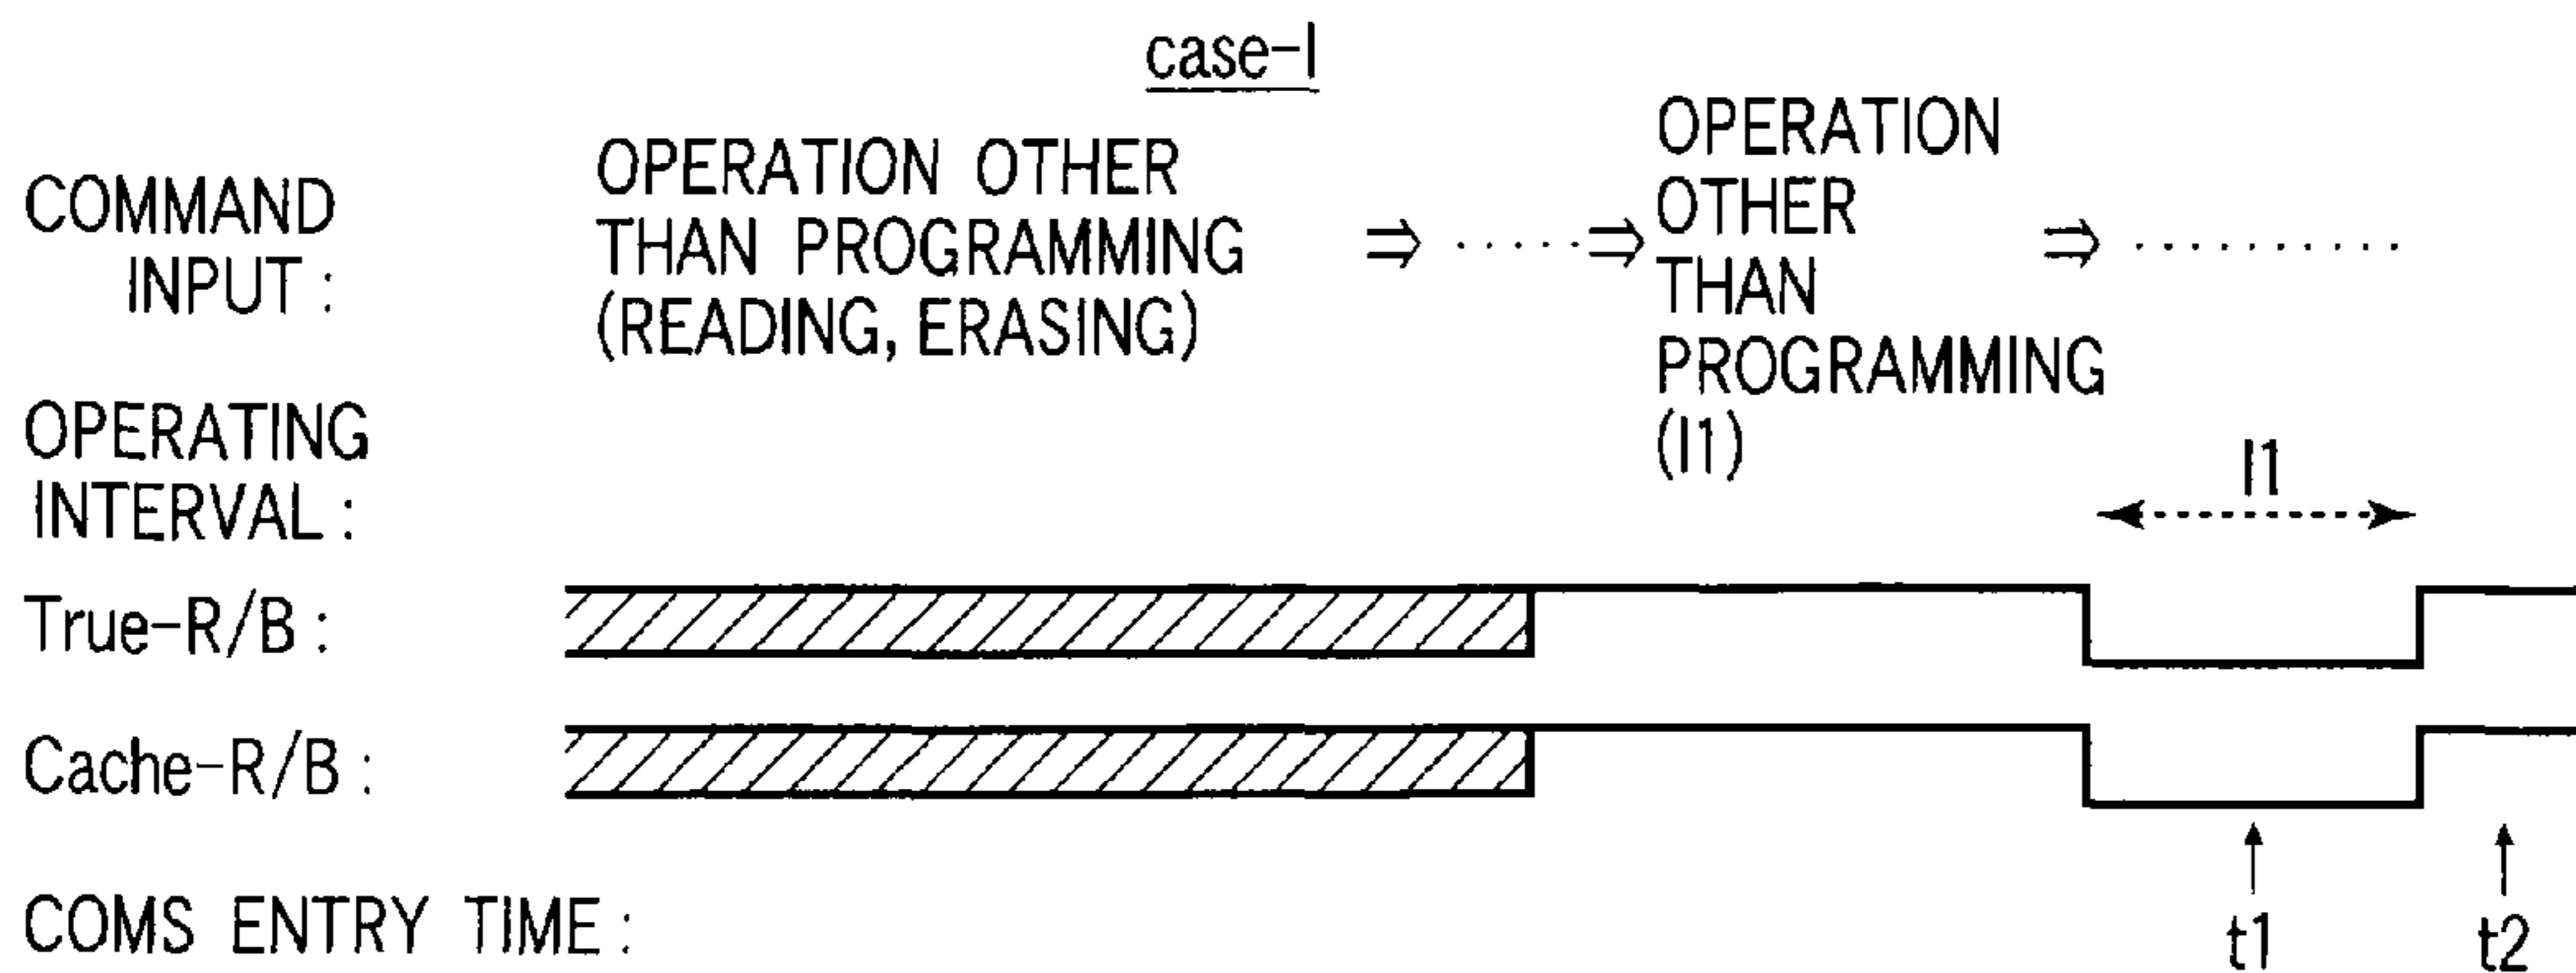 case-I
COMMAND
INPUT :
OPERATION OTHER
THAN PROGRAMMING
(READING, ERASING)
⇒ ····· ⇒
OPERATION
OTHER
THAN
PROGRAMMING
(I1)
⇒ ··········
OPERATING
INTERVAL :
I1
True-R/B :
Cache-R/B :
COMS ENTRY TIME :
t1
t2